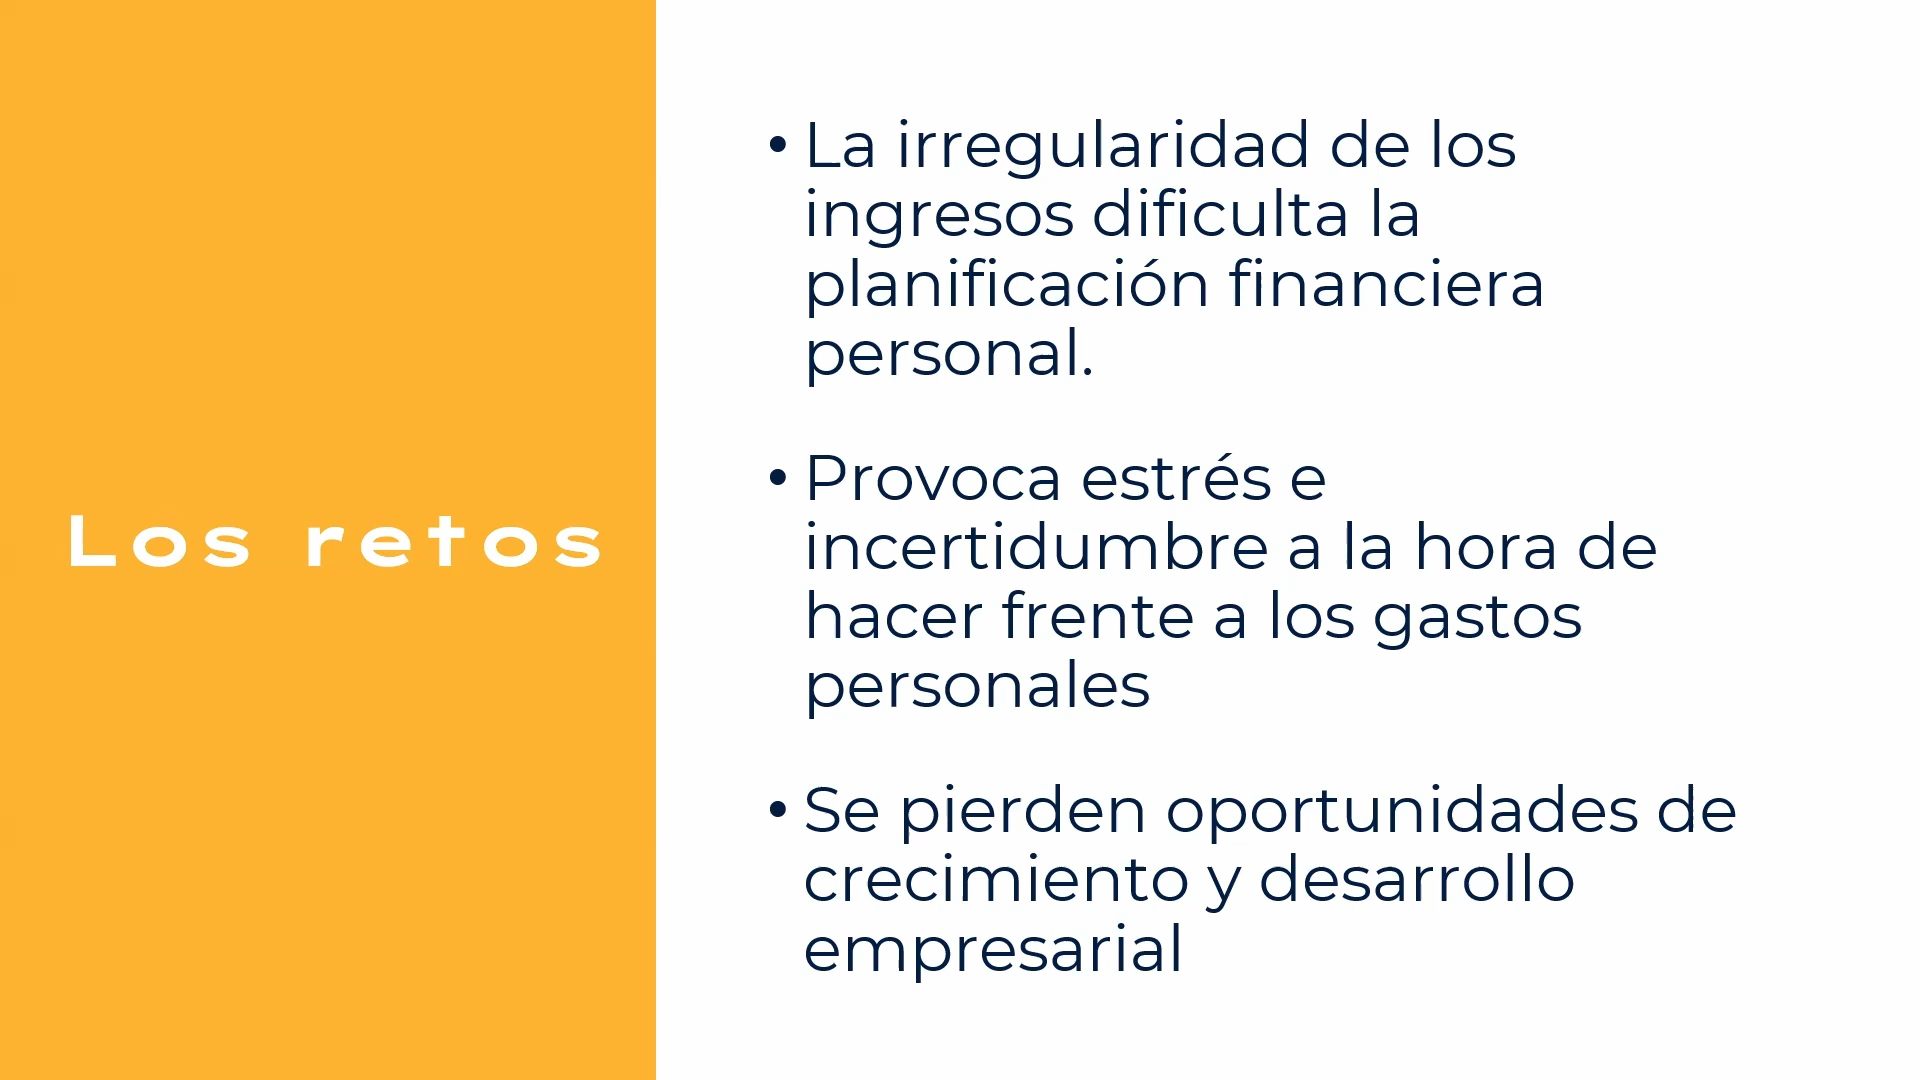 Los retos
• La irregularidad de los
ingresos dificulta la
planificación financiera
personal.
• Provoca estrés e
incertidumbre a la hora de
hacer frente a los gastos
personales
• Se pierden oportunidades de
crecimiento y desarrollo
empresarial